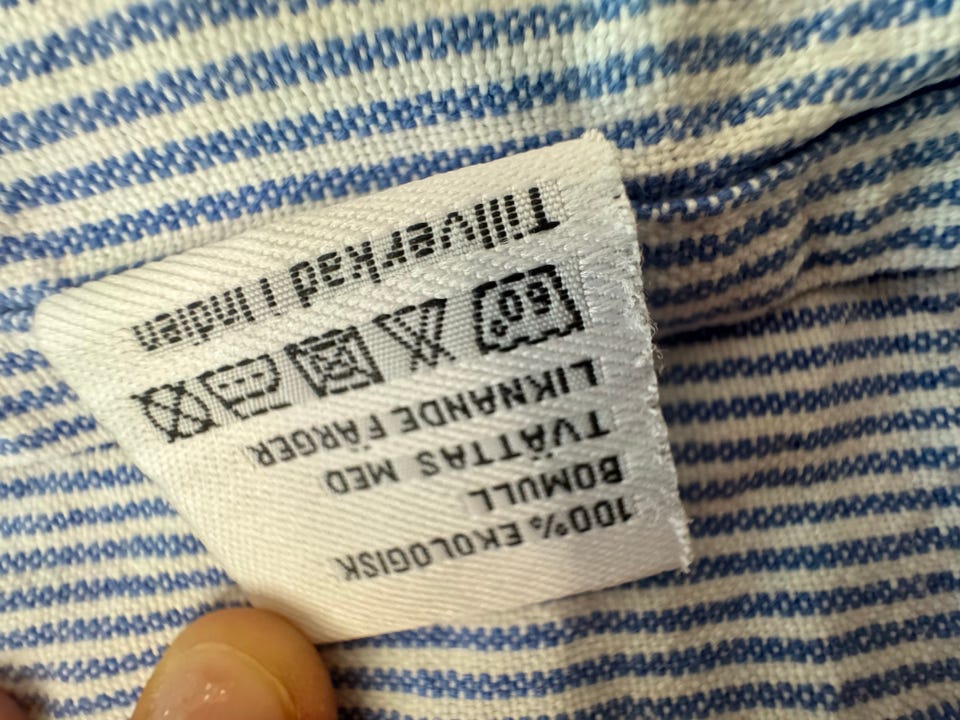 100% EKOLOGISK
BOMULL
TVÄTTAS MED
LIKNANDE FÄRGER.
60°
Tillverkad i Indien